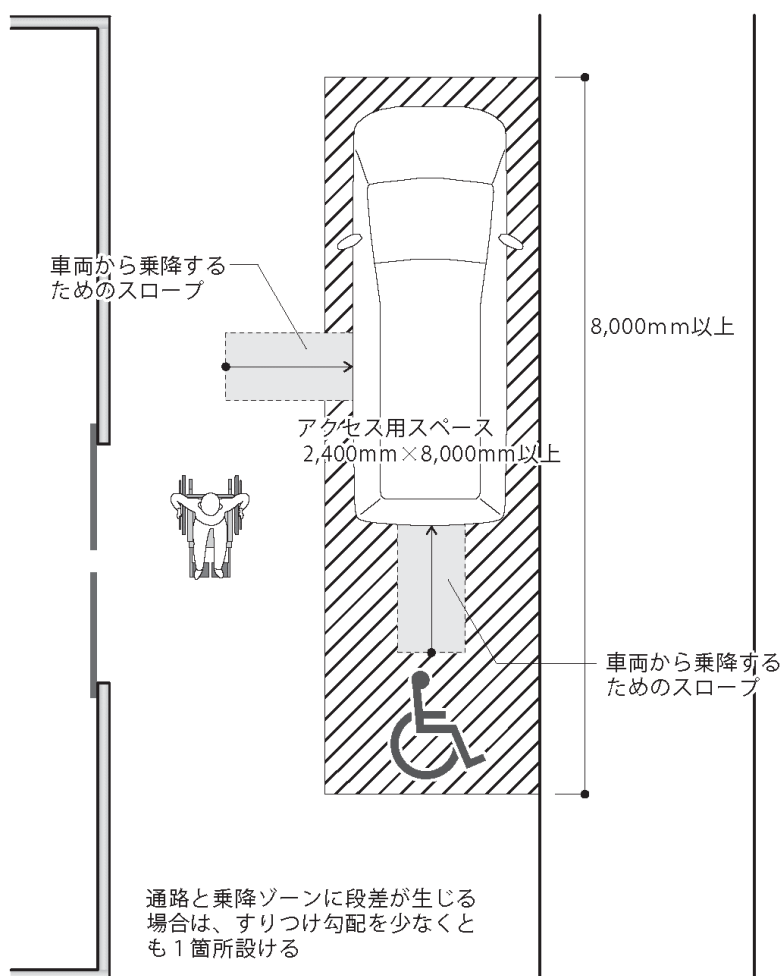 車両から乗降する
ためのスロープ
8,000mm以上
アクセス用スペース
2,400mm×8,000mm以上
車両から乗降する
ためのスロープ
通路と乗降ゾーンに段差が生じる
場合は、すりつけ勾配を少なくと
も1箇所設ける